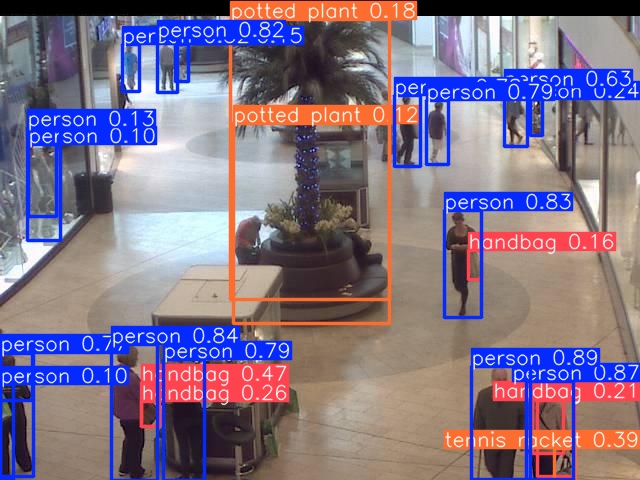 potted plant 0.18
person 0.82
person 0.63
person 0.79
person 0.13
potted plant 0.12
person 0.10
person 0.83
handbag 0.16
person 0.84
person 0.79
person 0.89
person 0.87
person 0.10
handbag 0.47
handbag 0.26
handbag 0.21
tennis racket 0.39